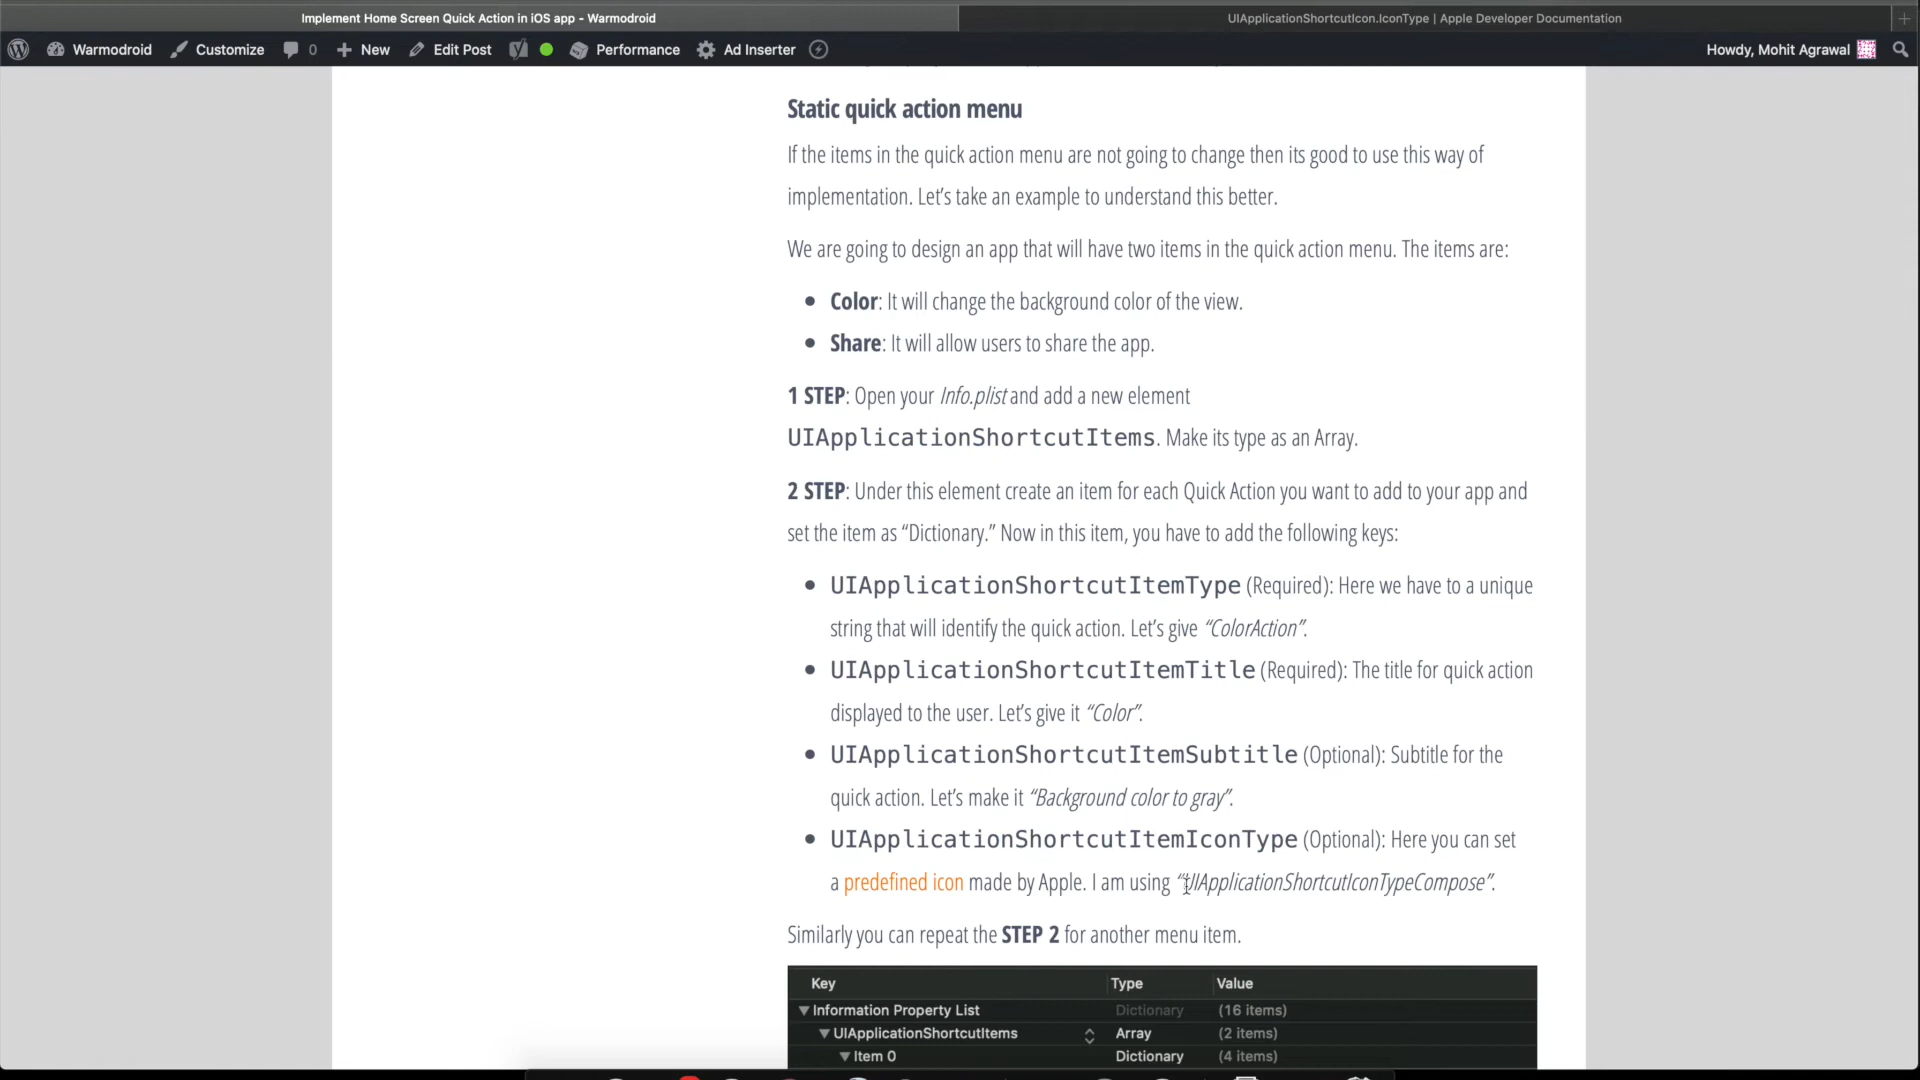 Implement Home Screen Quick Action in iOS app - Warmodroid
UIApplicationShortcutIcon.IconType | Apple Developer Documentation
Warmodroid Customize 0 New Edit Post Performance Ad Inserter Howdy, Mohit Agrawal
Static quick action menu
If the items in the quick action menu are not going to change then its good to use this way of
implementation. Let’s take an example to understand this better.
We are going to design an app that will have two items in the quick action menu. The items are:
• Color: It will change the background color of the view.
• Share: It will allow users to share the app.
1 STEP: Open your Info.plist and add a new element
UIApplicationShortcutItems. Make its type as an Array.
2 STEP: Under this element create an item for each Quick Action you want to add to your app and
set the item as “Dictionary.” Now in this item, you have to add the following keys:
• UIApplicationShortcutItemType (Required): Here we have to a unique
string that will identify the quick action. Let’s give “ColorAction”.
• UIApplicationShortcutItemTitle (Required): The title for quick action
displayed to the user. Let’s give it “Color”.
• UIApplicationShortcutItemSubtitle (Optional): Subtitle for the
quick action. Let’s make it “Background color to gray”.
• UIApplicationShortcutItemIconType (Optional): Here you can set
a predefined icon made by Apple. I am using “UIApplicationShortcutIconTypeCompose”.
Similarly you can repeat the STEP 2 for another menu item.
Key Type Value
Information Property List Dictionary (16 items)
UIApplicationShortcutItems Array (2 items)
Item 0 Dictionary (4 items)